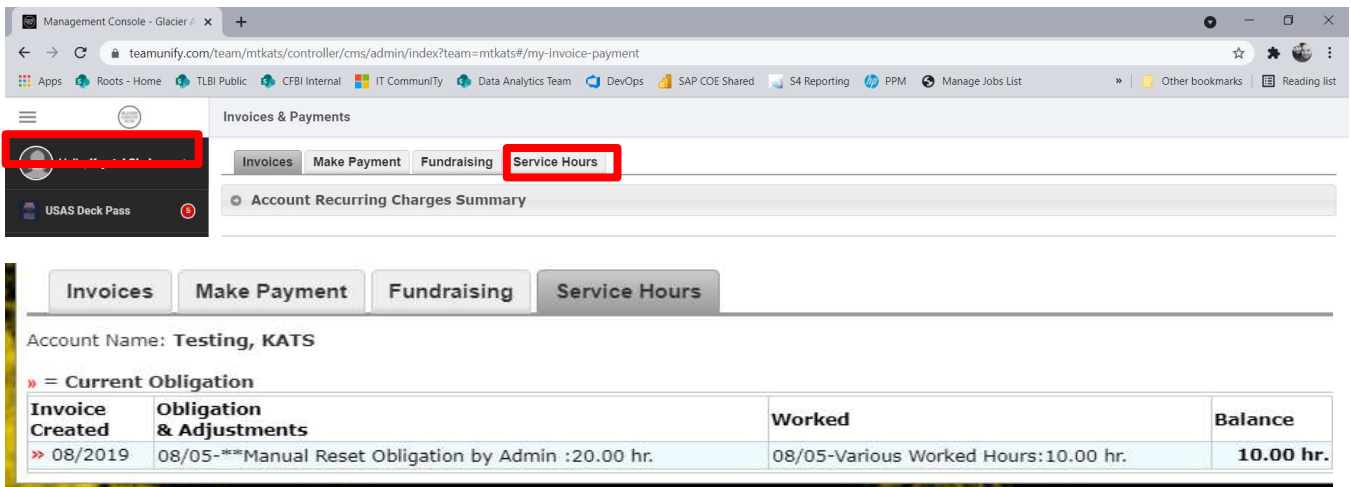 Management Console - Glacier A
teamunify.com/team/mtkats/controller/cms/admin/index?team=mtkats#/my-invoice-payment
Apps Roots - Home TLBI Public CFBI Internal IT CommunITy Data Analytics Team DevOps SAP COE Shared S4 Reporting PPM Manage Jobs List » Other bookmarks Reading list
Invoices & Payments
Invoices Make Payment Fundraising Service Hours
USAS Deck Pass 5
Account Recurring Charges Summary
Invoices Make Payment Fundraising Service Hours
Account Name: Testing, KATS
» = Current Obligation
Invoice Created Obligation & Adjustments Worked Balance
» 08/2019 08/05-**Manual Reset Obligation by Admin :20.00 hr. 08/05-Various Worked Hours:10.00 hr. 10.00 hr.